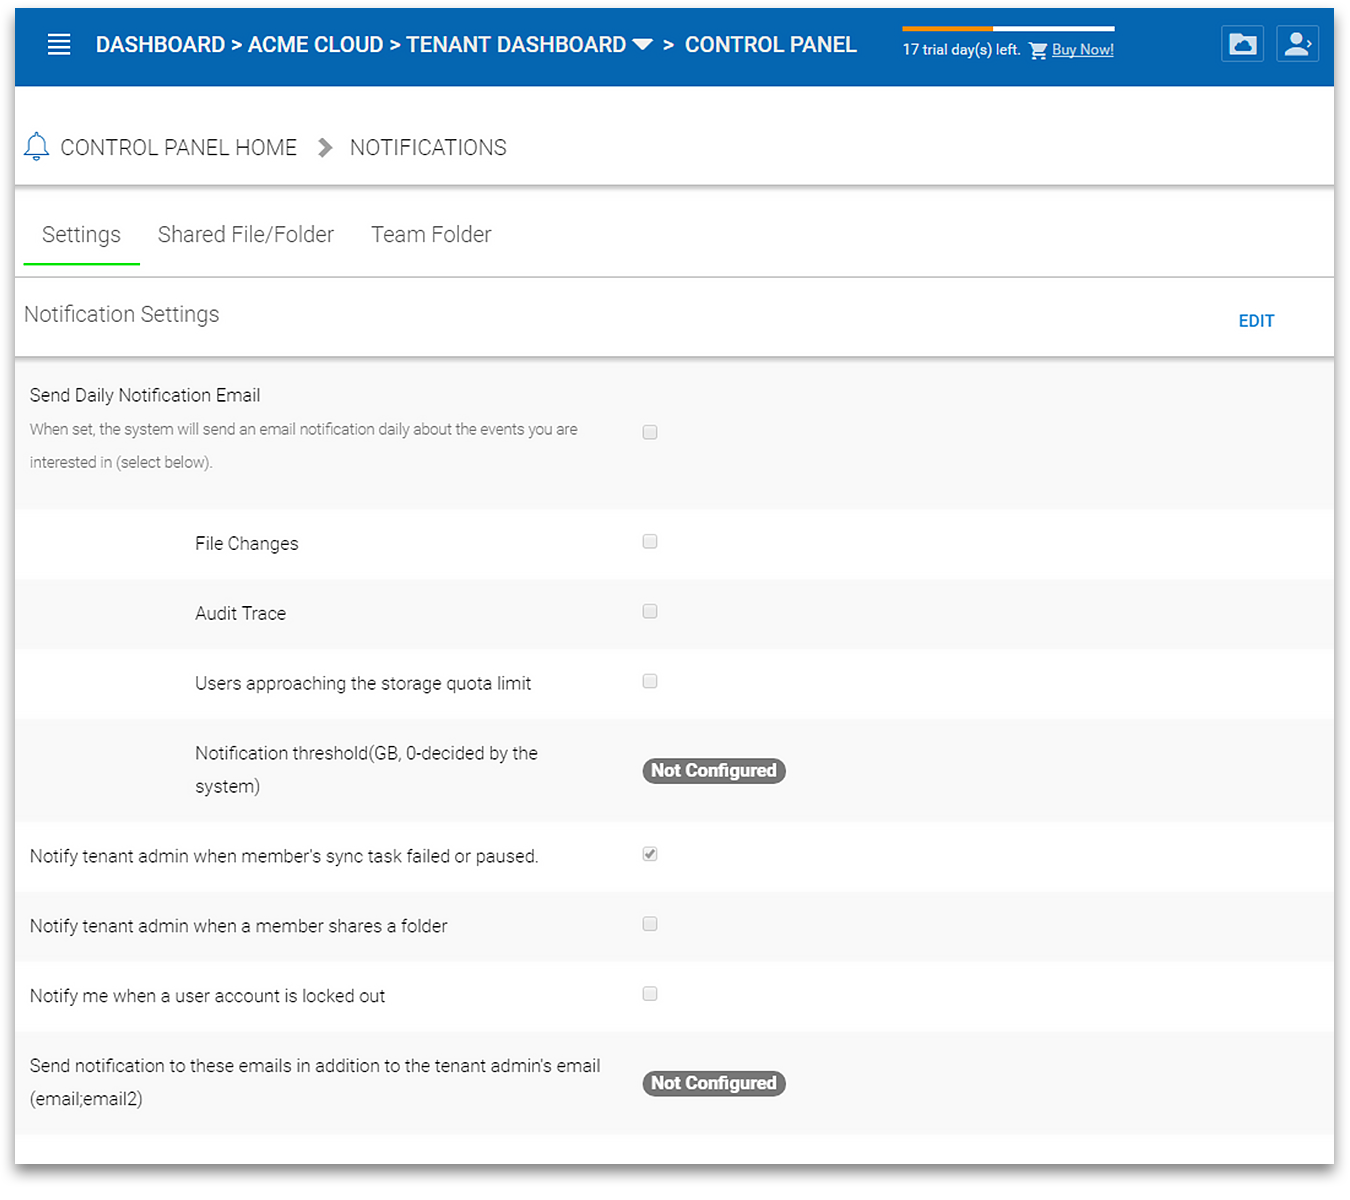 DASHBOARD > ACME CLOUD > TENANT DASHBOARD > CONTROL PANEL
17 trial day(s) left. Buy Now!
CONTROL PANEL HOME NOTIFICATIONS
Settings Shared File/Folder Team Folder
Notification Settings
EDIT
Send Daily Notification Email
When set, the system will send an email notification daily about the events you are
interested in (select below).
File Changes
Audit Trace
Users approaching the storage quota limit
Notification threshold(GB, 0-decided by the
system)
Not Configured
Notify tenant admin when member's sync task failed or paused.
Notify tenant admin when a member shares a folder
Notify me when a user account is locked out
Send notification to these emails in addition to the tenant admin's email
(email;email2)
Not Configured